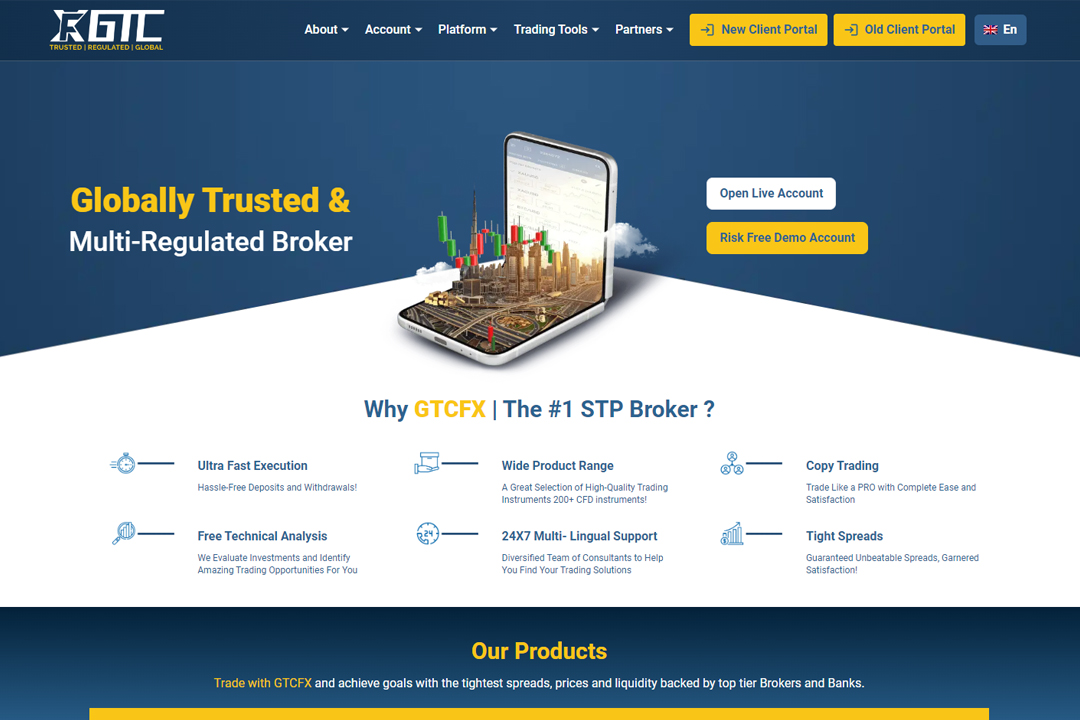 GTC
TRUSTED | REGULATED | GLOBAL
About
Account
Platform
Trading Tools
Partners
New Client Portal
Old Client Portal
En
Globally Trusted &
Multi-Regulated Broker
Open Live Account
Risk Free Demo Account
Why GTCFX | The #1 STP Broker ?
Ultra Fast Execution
Hassle-Free Deposits and Withdrawals!
Wide Product Range
A Great Selection of High-Quality Trading
Instruments 200+ CFD instruments!
Copy Trading
Trade Like a PRO with Complete Ease and
Satisfaction
Free Technical Analysis
We Evaluate Investments and Identify
Amazing Trading Opportunities For You
24
24X7 Multi- Lingual Support
Diversified Team of Consultants to Help
You Find Your Trading Solutions
Tight Spreads
Guaranteed Unbeatable Spreads, Garnered
Satisfaction!
Our Products
Trade with GTCFX and achieve goals with the tightest spreads, prices and liquidity backed by top tier Brokers and Banks.